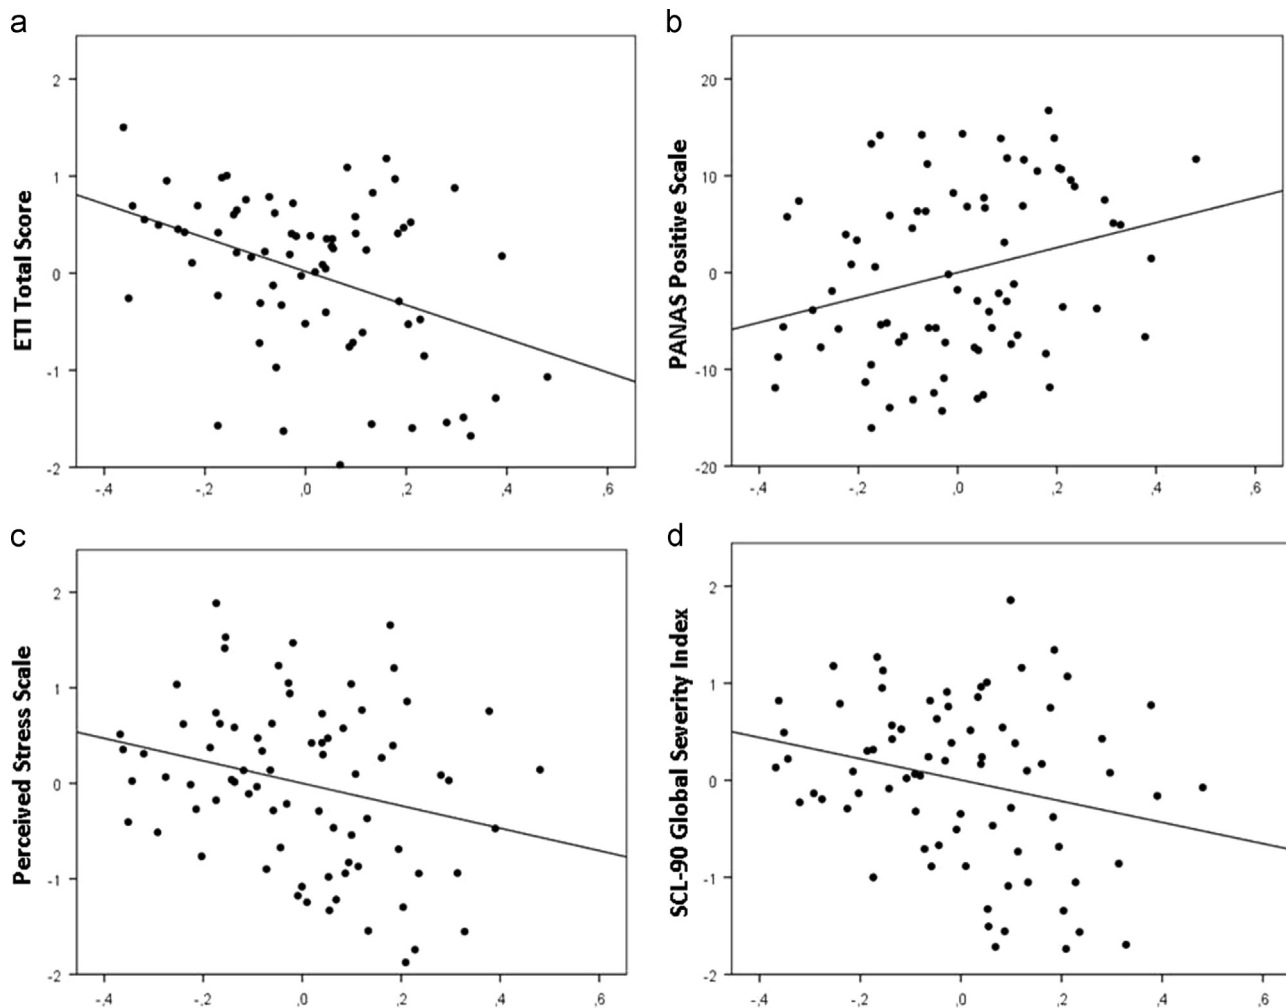 a
ETI Total Score
2
1
0
-1
-2
-,4 -,2 ,0 ,2 ,4 ,6
b
PANAS Positive Scale
20
10
0
-10
-20
-,4 -,2 ,0 ,2 ,4 ,6
c
Perceived Stress Scale
2
1
0
-1
-2
-,4 -,2 ,0 ,2 ,4 ,6
d
SCL-90 Global Severity Index
2
1
0
-1
-2
-,4 -,2 ,0 ,2 ,4 ,6